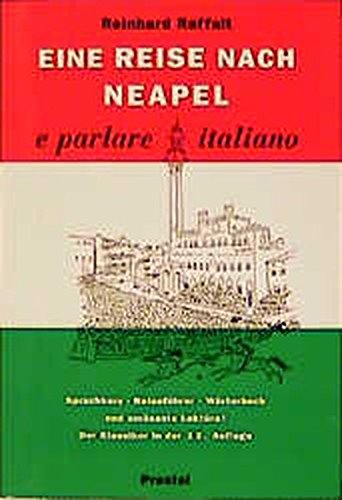 Reinhard Raffalt
EINE REISE NACH
NEAPEL
e parlare italiano
Sprachkurs · Reiseführer · Wörterbuch
und amüsante Lektüre!
Der Klassiker in der 12. Auflage
Prestel